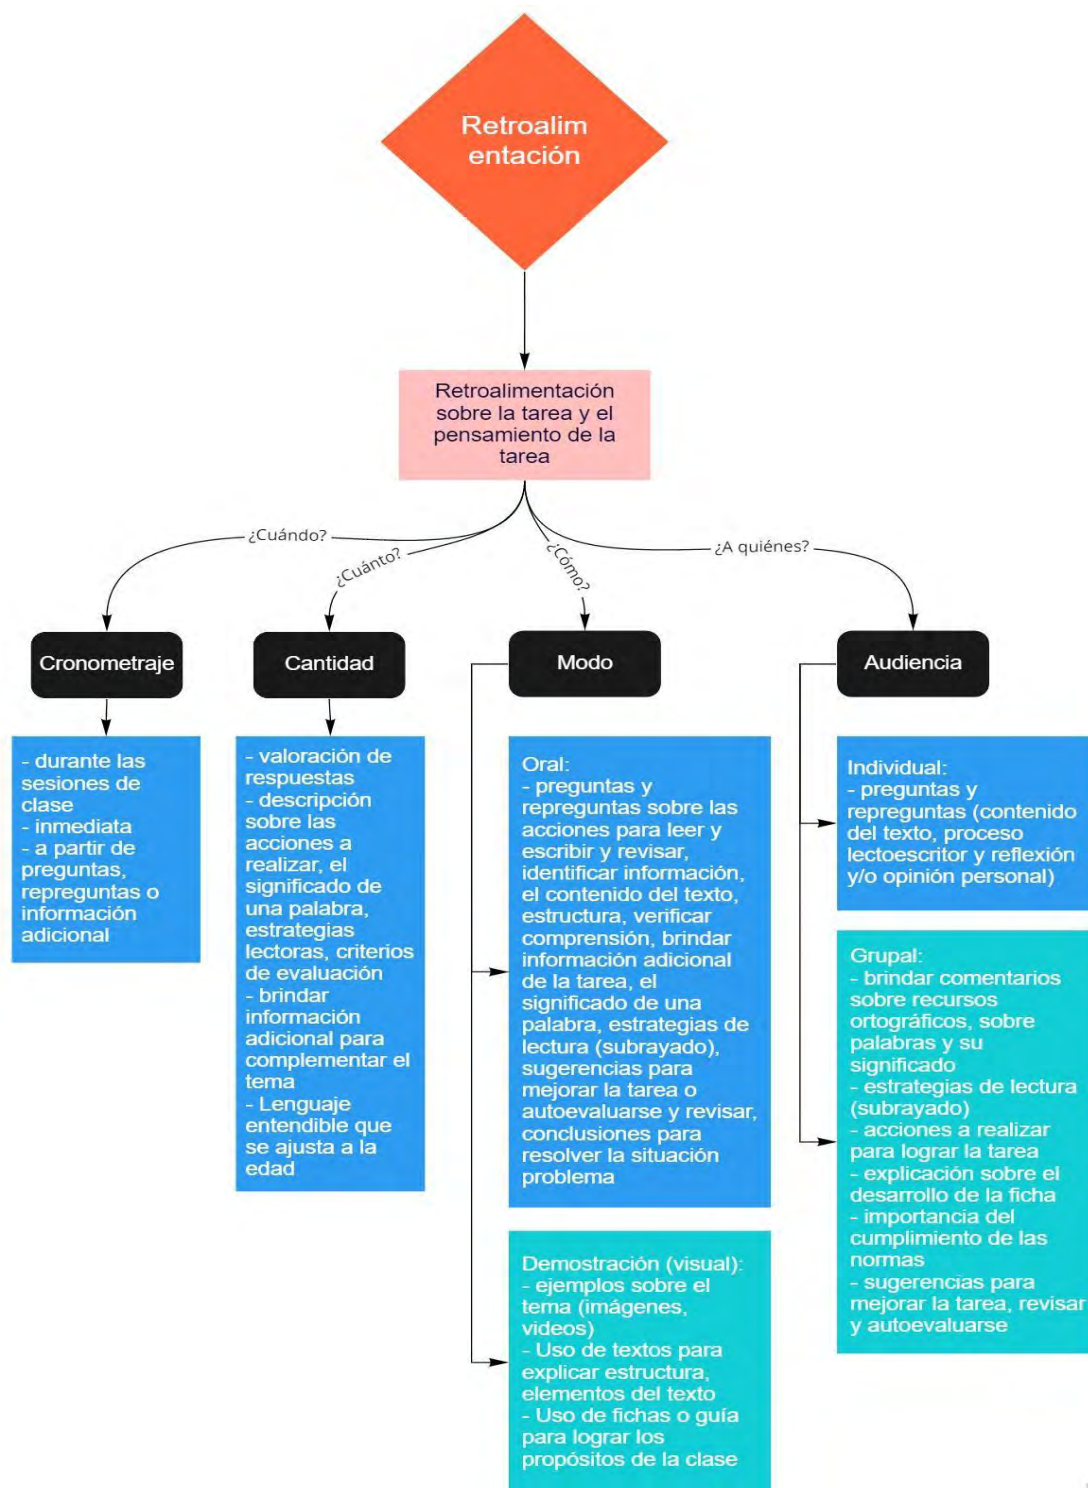 Retroalim
entación
Retroalimentación
sobre la tarea y el
pensamiento de la
tarea
¿Cuándo?
¿Cuánto?
¿Cómo?
¿A quiénes?
Cronometraje
Cantidad
Modo
Audiencia
- durante las
sesiones de
clase
- inmediata
- a partir de
preguntas,
repreguntas o
información
adicional
- valoración de
respuestas
- descripción
sobre las
acciones a
realizar, el
significado de
una palabra,
estrategias
lectoras, criterios
de evaluación
- brindar
información
adicional para
complementar el
tema
- Lenguaje
entendible que
se ajusta a la
edad
Oral:
- preguntas y
repreguntas sobre las
acciones para leer y
escribir y revisar,
identificar información,
el contenido del texto,
estructura, verificar
comprensión, brindar
información adicional
de la tarea, el
significado de una
palabra, estrategias de
lectura (subrayado),
sugerencias para
mejorar la tarea o
autoevaluarse y revisar,
conclusiones para
resolver la situación
problema
Demostración (visual):
- ejemplos sobre el
tema (imágenes,
videos)
- Uso de textos para
explicar estructura,
elementos del texto
- Uso de fichas o guía
para lograr los
propósitos de la clase
Individual:
- preguntas y
repreguntas (contenido
del texto, proceso
lectoescritor y reflexión
y/o opinión personal)
Grupal:
- brindar comentarios
sobre recursos
ortográficos, sobre
palabras y su
significado
- estrategias de lectura
(subrayado)
- acciones a realizar
para lograr la tarea
- explicación sobre el
desarrollo de la ficha
- importancia del
cumplimiento de las
normas
- sugerencias para
mejorar la tarea, revisar
y autoevaluarse